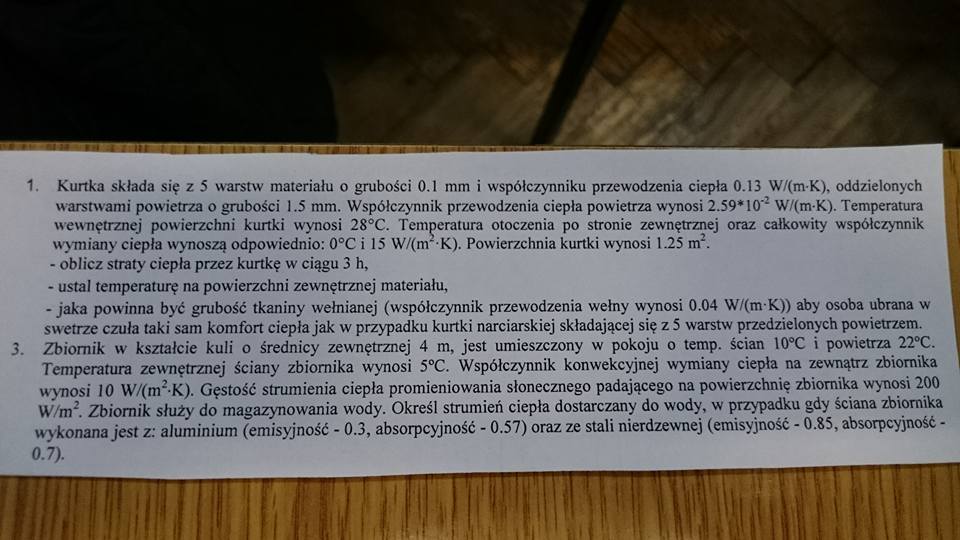 1. Kurtka składa się z 5 warstw materiału o grubości 0.1 mm i współczynniku przewodzenia ciepła 0.13 W/(m·K), oddzielonych
warstwami powietrza o grubości 1.5 mm. Współczynnik przewodzenia ciepła powietrza wynosi 2.59*10⁻² W/(m·K). Temperatura
wewnętrznej powierzchni kurtki wynosi 28°C. Temperatura otoczenia po stronie zewnętrznej oraz całkowity współczynnik
wymiany ciepła wynoszą odpowiednio: 0°C i 15 W/(m²·K). Powierzchnia kurtki wynosi 1.25 m².
- oblicz straty ciepła przez kurtkę w ciągu 3 h,
- ustal temperaturę na powierzchni zewnętrznej materiału,
- jaka powinna być grubość tkaniny wełnianej (współczynnik przewodzenia wełny wynosi 0.04 W/(m·K)) aby osoba ubrana w
swetrze czuła taki sam komfort ciepła jak w przypadku kurtki narciarskiej składającej się z 5 warstw przedzielonych powietrzem.
3. Zbiornik w kształcie kuli o średnicy zewnętrznej 4 m, jest umieszczony w pokoju o temp. ścian 10°C i powietrza 22°C.
Temperatura zewnętrznej ściany zbiornika wynosi 5°C. Współczynnik konwekcyjnej wymiany ciepła na zewnątrz zbiornika
wynosi 10 W/(m²·K). Gęstość strumienia ciepła promieniowania słonecznego padającego na powierzchnię zbiornika wynosi 200
W/m². Zbiornik służy do magazynowania wody. Określ strumień ciepła dostarczany do wody, w przypadku gdy ściana zbiornika
wykonana jest z: aluminium (emisyjność - 0.3, absorpcyjność - 0.57) oraz ze stali nierdzewnej (emisyjność - 0.85, absorpcyjność -
0.7).